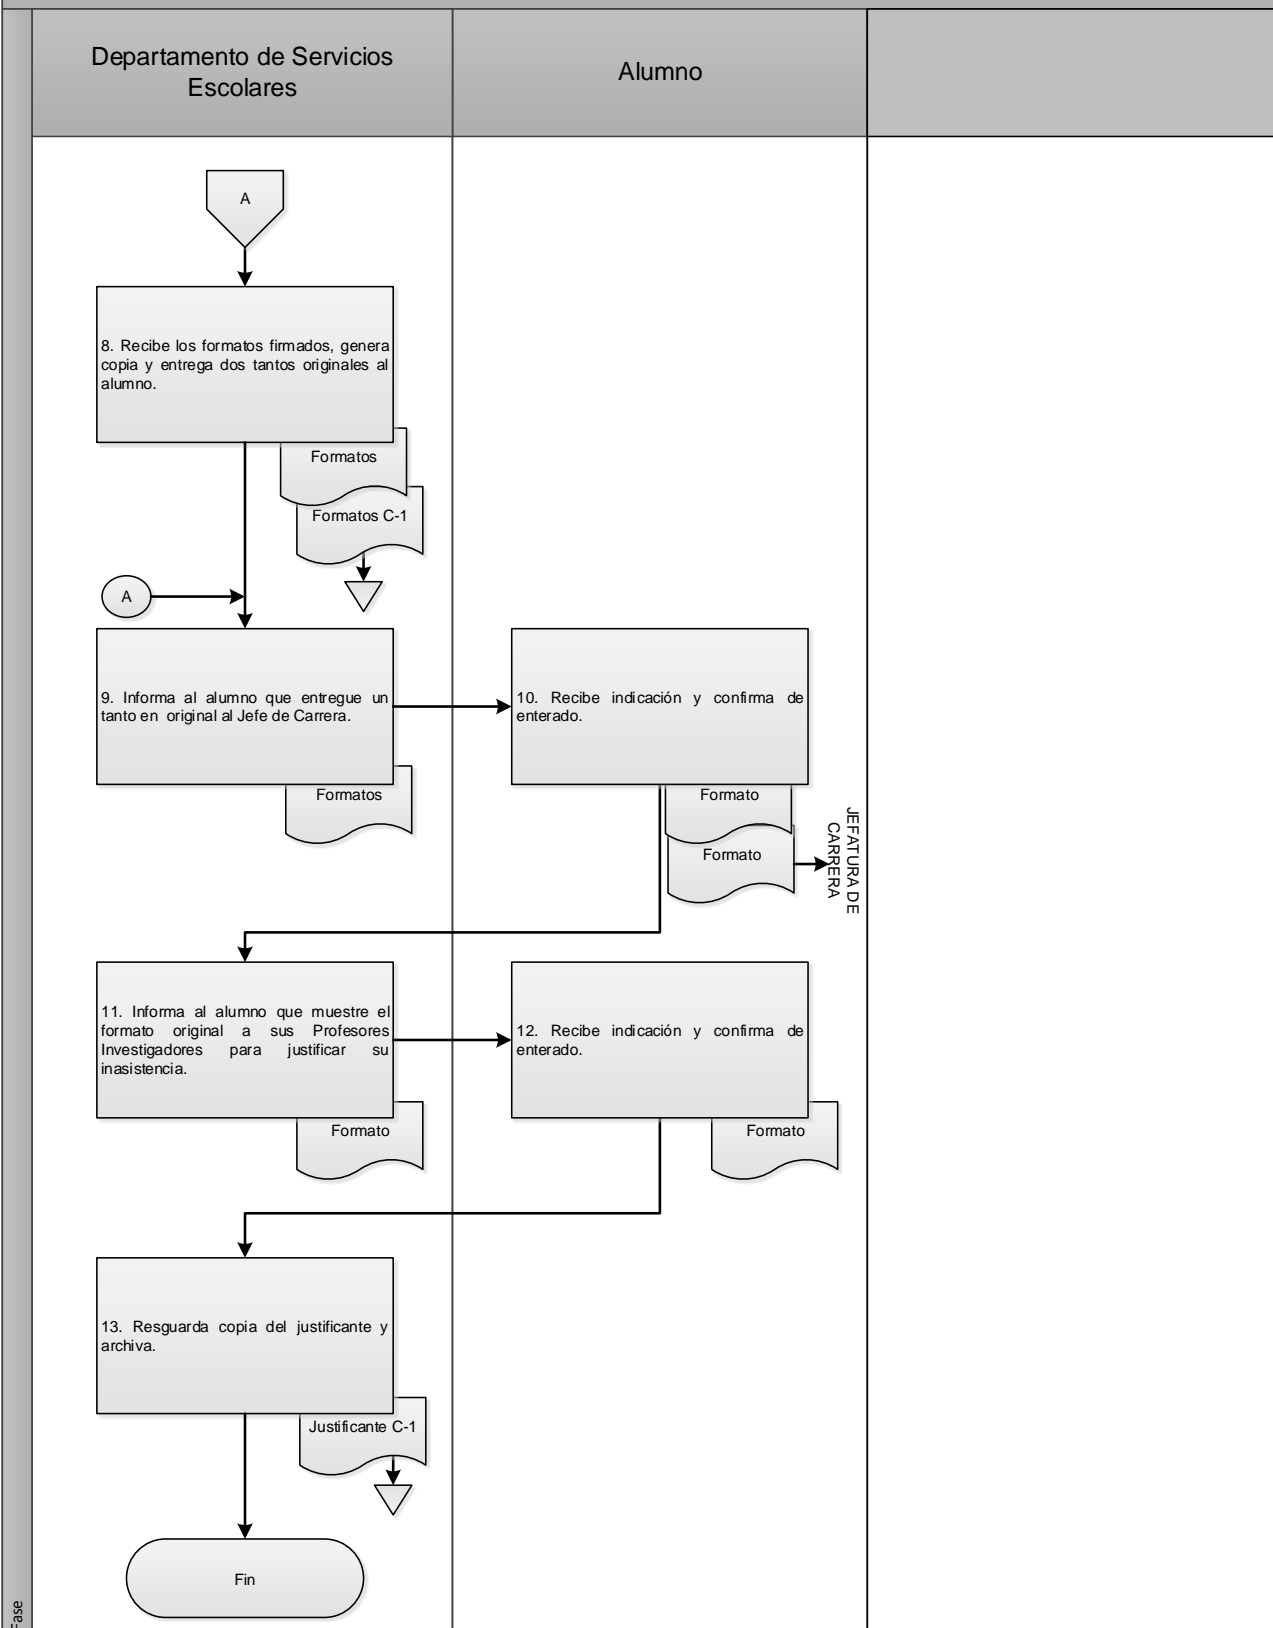 Departamento de Servicios
Escolares
Alumno
A
8. Recibe los formatos firmados, genera
copia y entrega dos tantos originales al
alumno.
Formatos
Formatos C-1
A
9. Informa al alumno que entregue un
tanto en original al Jefe de Carrera.
Formatos
10. Recibe indicación y confirma de
enterado.
Formato
Formato
JEFATURA DE
CARRERA
11. Informa al alumno que muestre el
formato original a sus Profesores
Investigadores para justificar su
inasistencia.
Formato
12. Recibe indicación y confirma de
enterado.
Formato
13. Resguarda copia del justificante y
archiva.
Justificante C-1
Fin
Fase